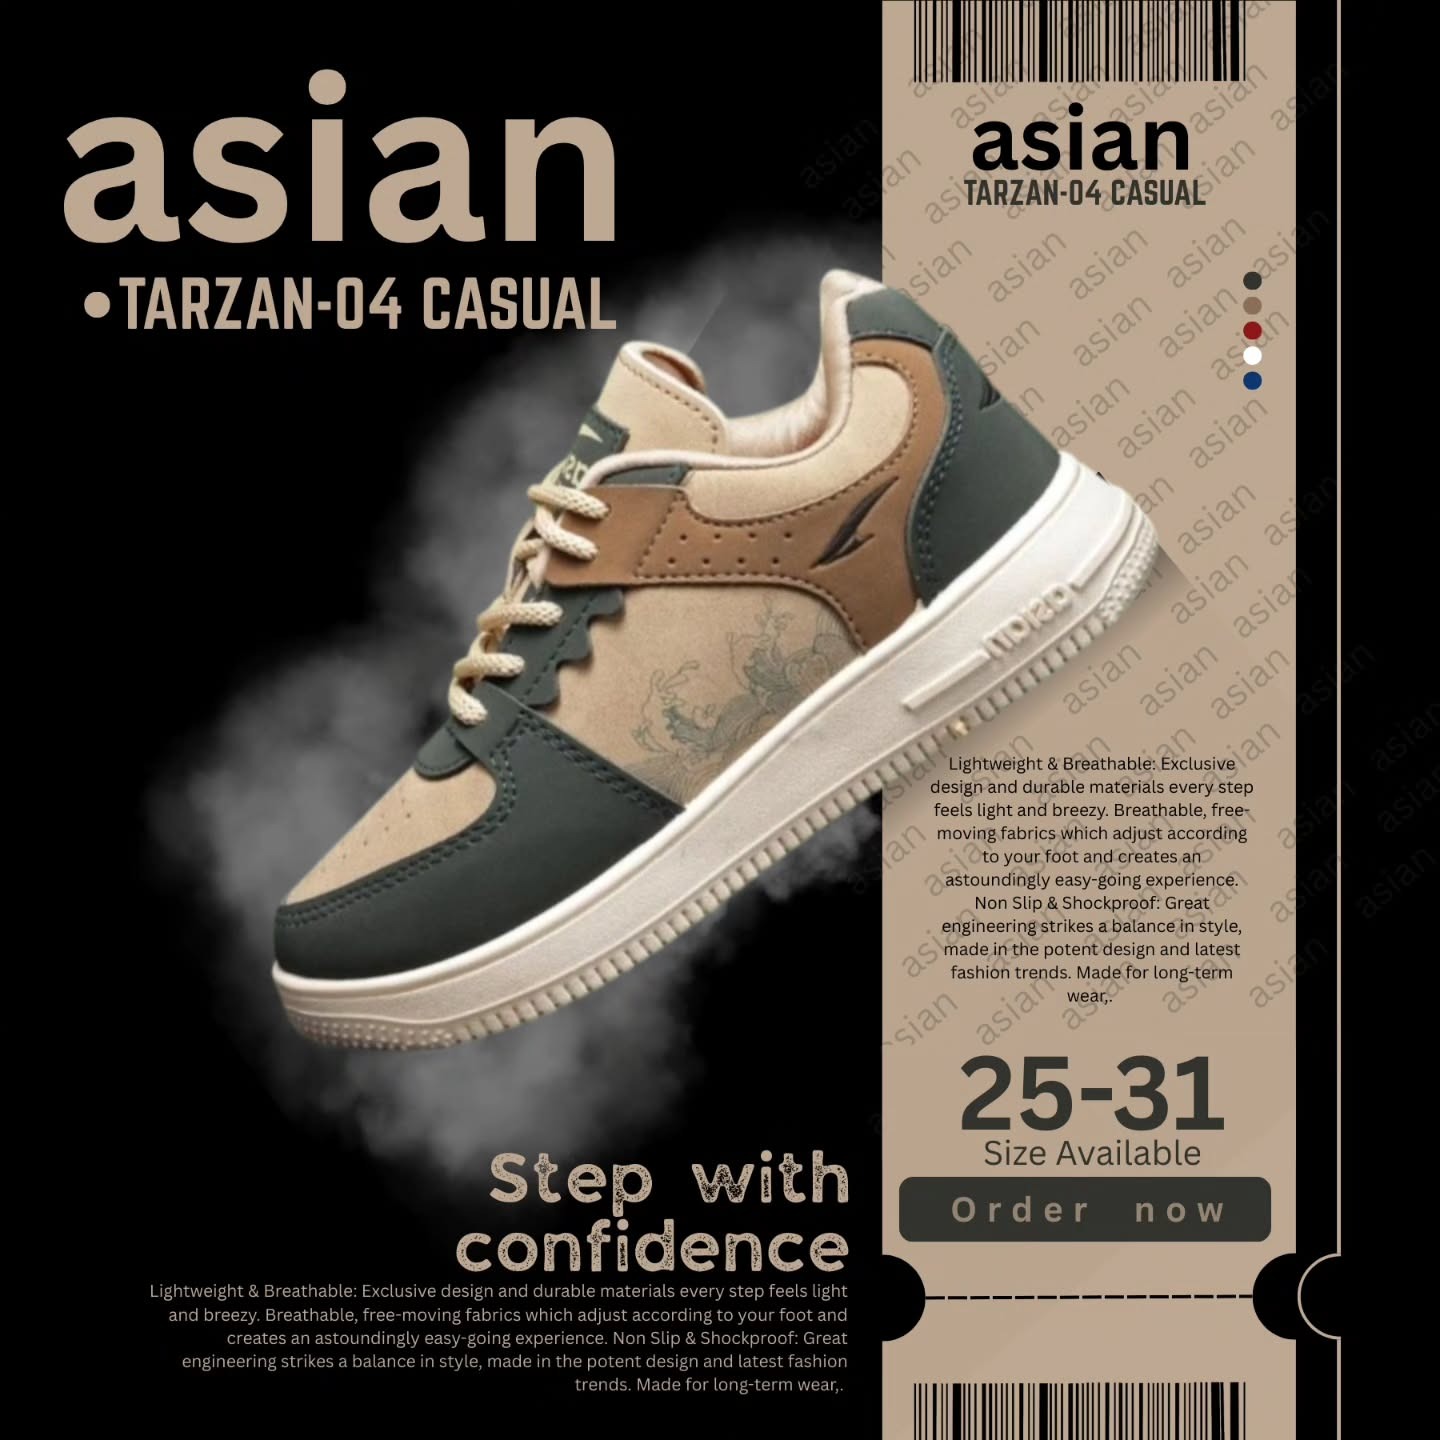 asian
•TARZAN-04 CASUAL
asian
TARZAN-04 CASUAL
asian
Lightweight & Breathable: Exclusive
design and durable materials every step
feels light and breezy. Breathable, free-
moving fabrics which adjust according
to your foot and creates an
astoundingly easy-going experience.
Non Slip & Shockproof: Great
engineering strikes a balance in style,
made in the potent design and latest
fashion trends. Made for long-term
wear,.
25-31
Size Available
Order now
Step with
confidence
Lightweight & Breathable: Exclusive design and durable materials every step feels light
and breezy. Breathable, free-moving fabrics which adjust according to your foot and
creates an astoundingly easy-going experience. Non Slip & Shockproof: Great
engineering strikes a balance in style, made in the potent design and latest fashion
trends. Made for long-term wear,.